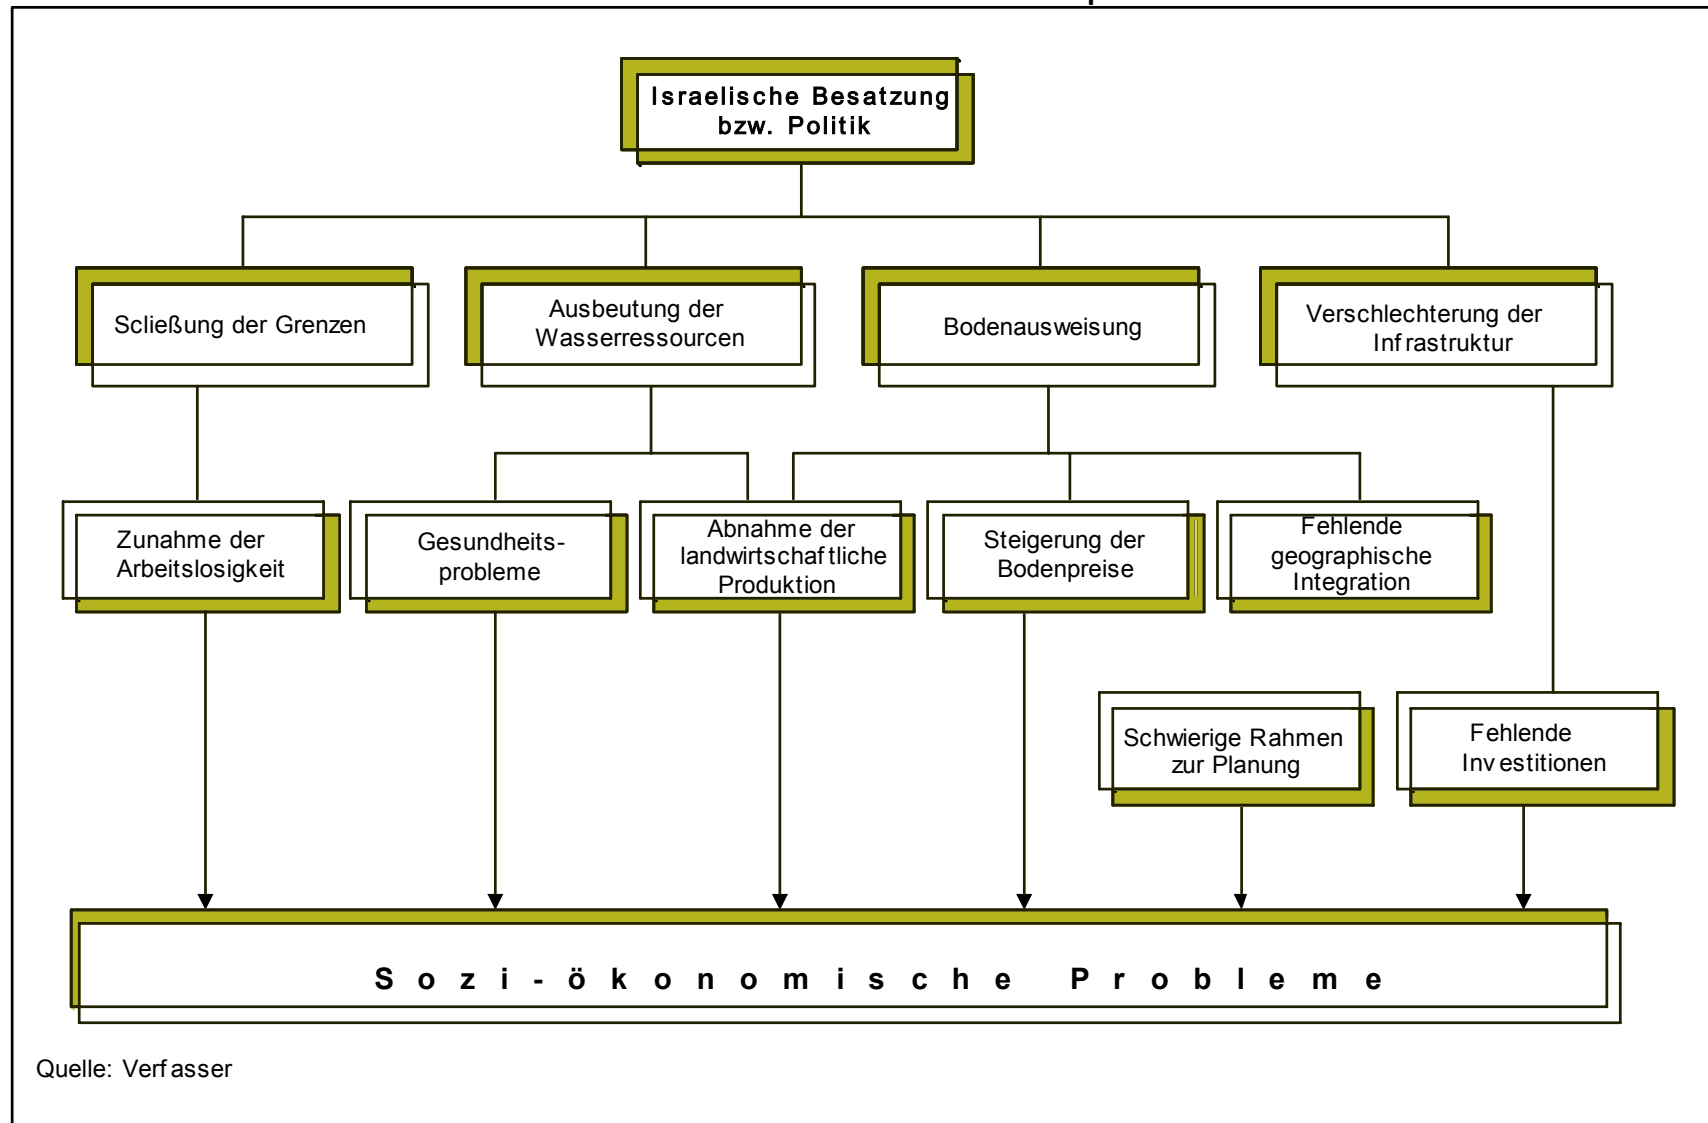 Israelische Besatzung
bzw. Politik
Scließung der Grenzen
Ausbeutung der
Wasserressourcen
Bodenausweisung
Verschlechterung der
Infrastruktur
Zunahme der
Arbeitslosigkeit
Gesundheits-
probleme
Abnahme der
landwirtschaftliche
Produktion
Steigerung der
Bodenpreise
Fehlende
geographische
Integration
Schwierige Rahmen
zur Planung
Fehlende
Investitionen
Sozi-ökonomische Probleme
Quelle: Verfasser